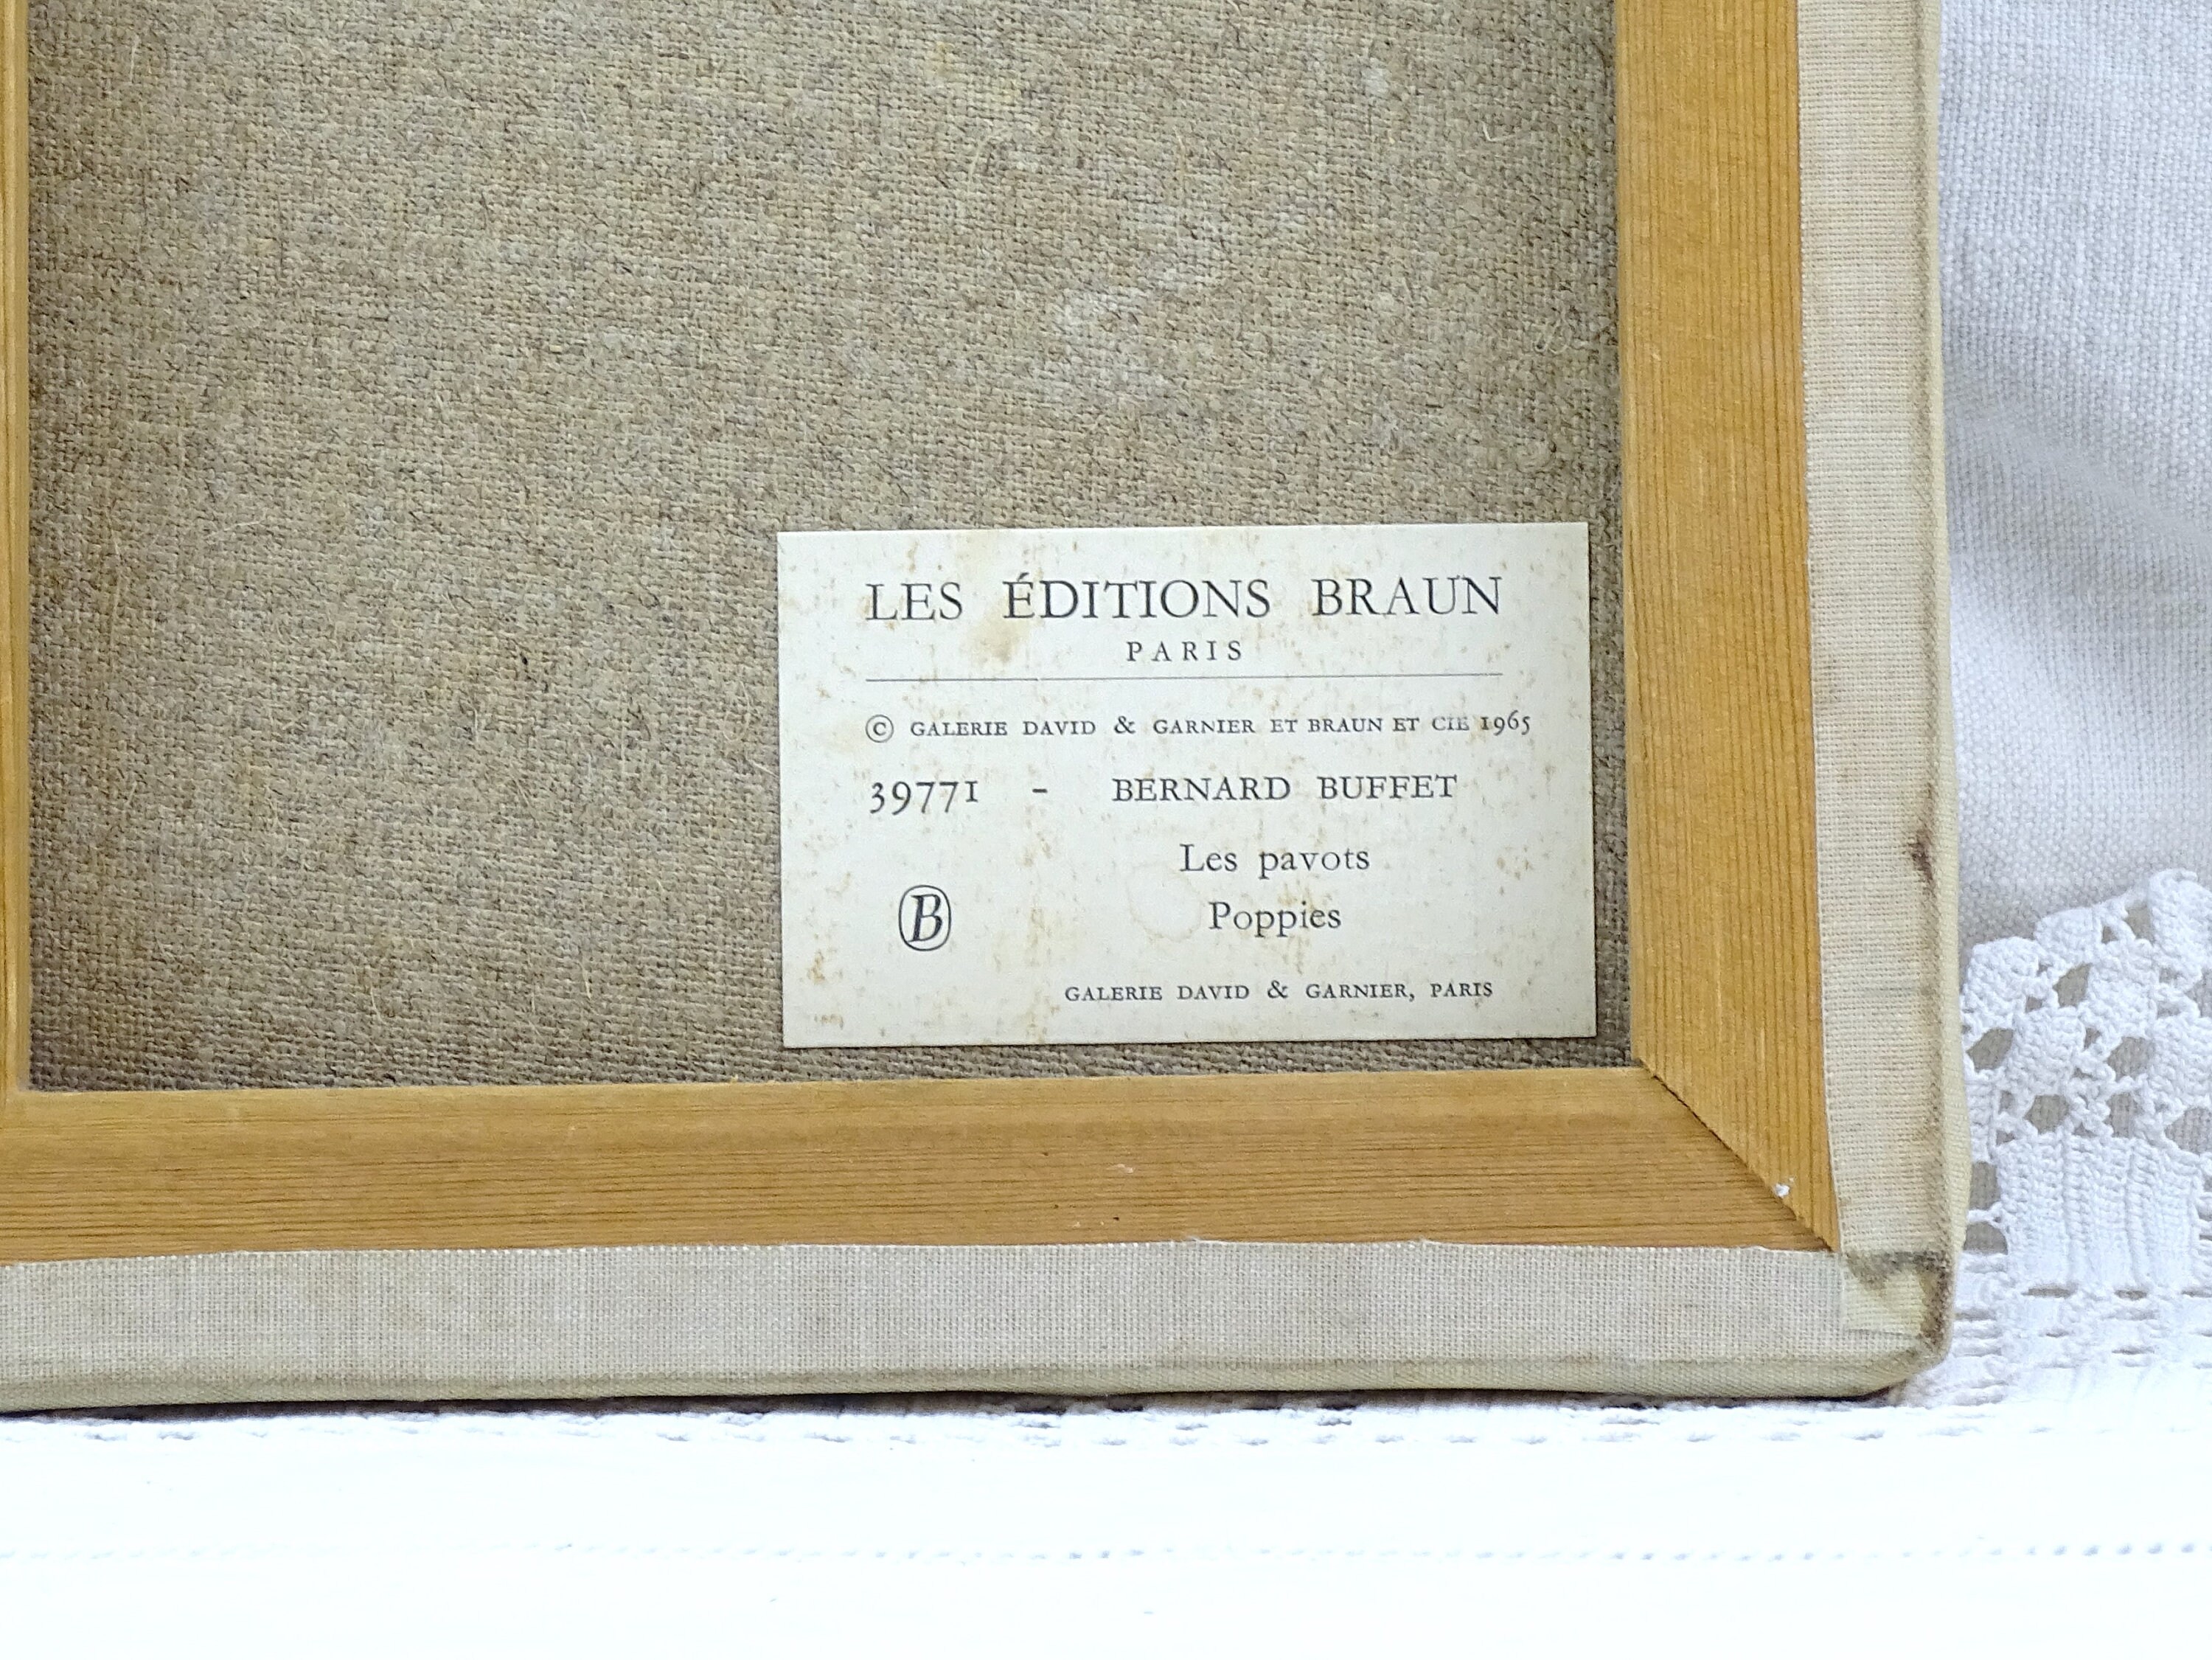 LES ÉDITIONS BRAUN
PARIS
© GALERIE DAVID & GARNIER ET BRAUN ET CIE 1965
39771 - BERNARD BUFFET
Les pavots
B
Poppies
GALERIE DAVID & GARNIER, PARIS